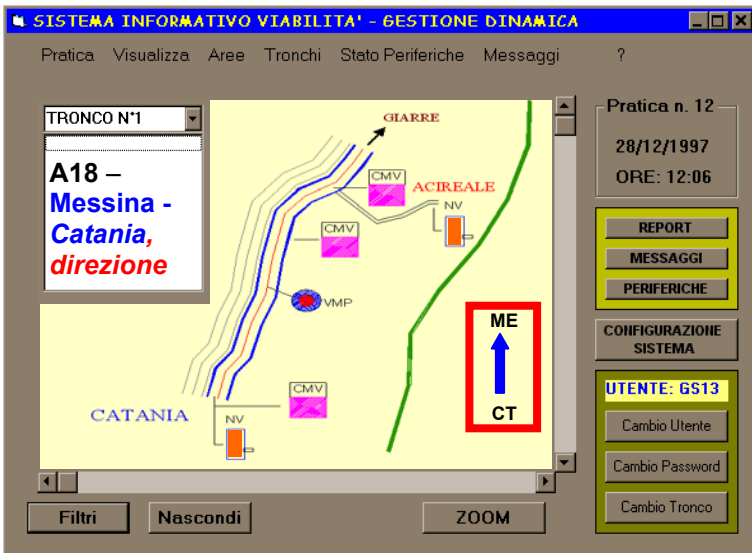 SISTEMA INFORMATIVO VIABILITA' - GESTIONE DINAMICA
Pratica Visualizza Aree Tronchi Stato Periferiche Messaggi ?
TRONCO N°1
A18 –
Messina -
Catania,
direzione
GIARRE
CMV
ACIREALE
NV
CMV
VMP
CMV
CATANIA
NV
ME
CT
Pratica n. 12
28/12/1997
ORE: 12:06
REPORT
MESSAGGI
PERIFERICHE
CONFIGURAZIONE
SISTEMA
UTENTE: GS13
Cambio Utente
Cambio Password
Cambio Tronco
Filtri
Nascondi
ZOOM